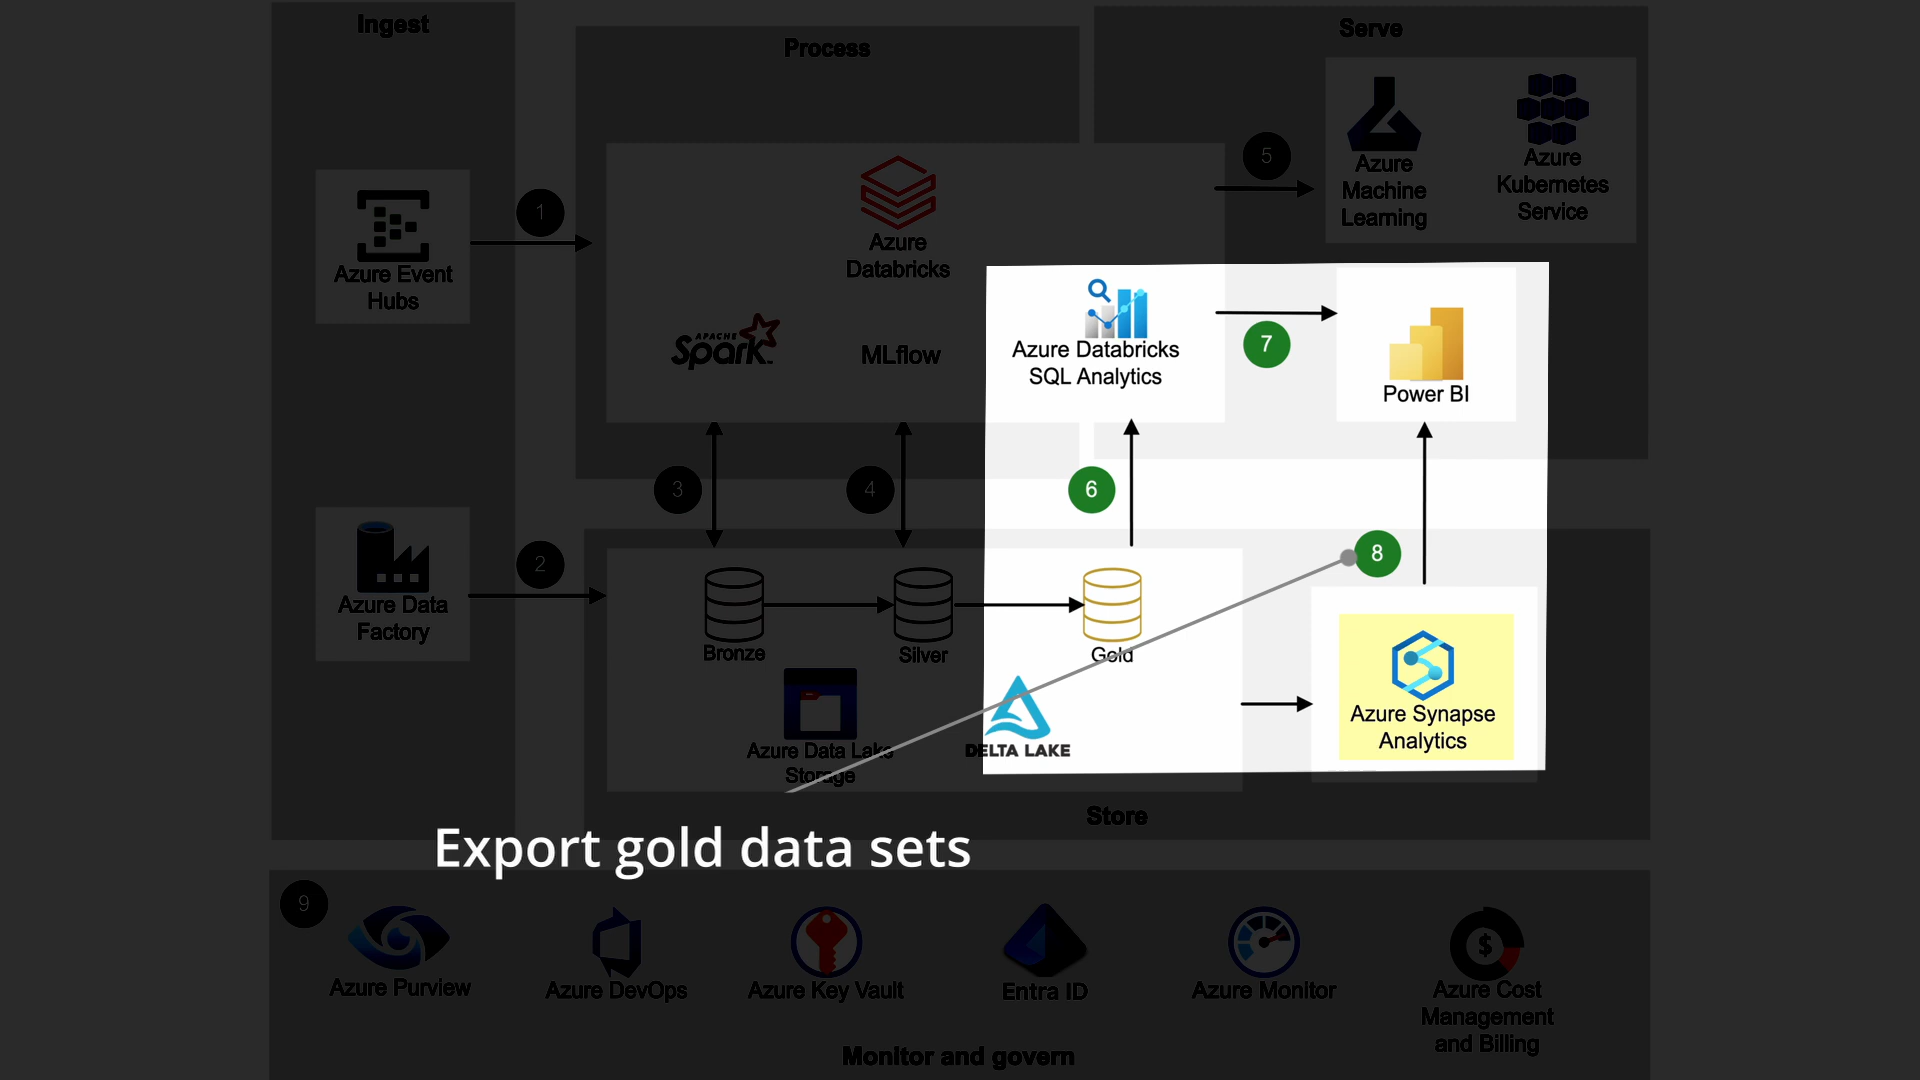 Ingest
Process
Serve
Azure
Machine
Learning
Azure
Kubernetes
Service
5
1
Azure Event
Hubs
Azure
Databricks
APACHE
Spark
MLflow
Azure Databricks
SQL Analytics
7
Power BI
3
4
6
8
2
Azure Data
Factory
Bronze
Silver
Gold
Azure Data Lake
Storage
DELTA LAKE
Azure Synapse
Analytics
Store
Export gold data sets
9
Azure Purview
Azure DevOps
Azure Key Vault
Entra ID
Azure Monitor
$
Azure Cost
Management
and Billing
Monitor and govern